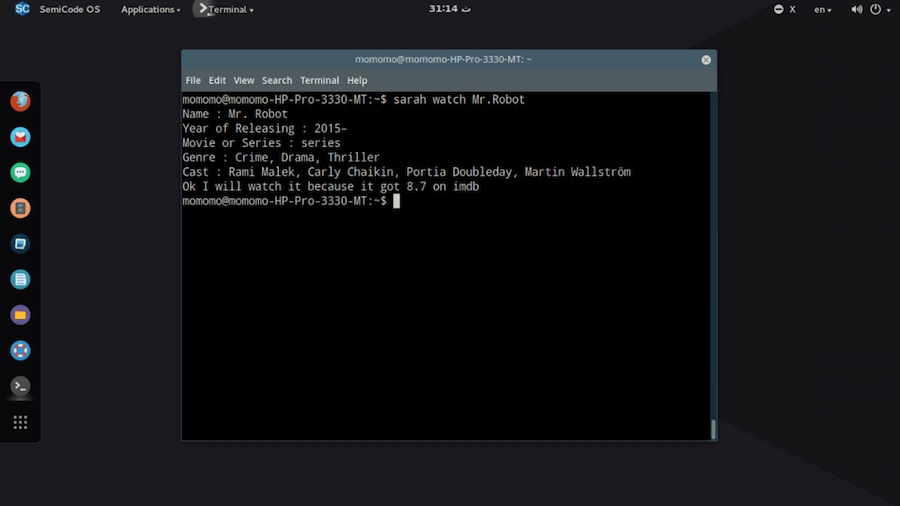 SC SemiCode OS Applications Terminal 31:14 ت X en
momomo@momomo-HP-Pro-3330-MT: ~
File Edit View Search Terminal Help
momomo@momomo-HP-Pro-3330-MT:~$ sarah watch Mr.Robot
Name : Mr. Robot
Year of Releasing : 2015–
Movie or Series : series
Genre : Crime, Drama, Thriller
Cast : Rami Malek, Carly Chaikin, Portia Doubleday, Martin Wallström
Ok I will watch it because it got 8.7 on imdb
momomo@momomo-HP-Pro-3330-MT:~$